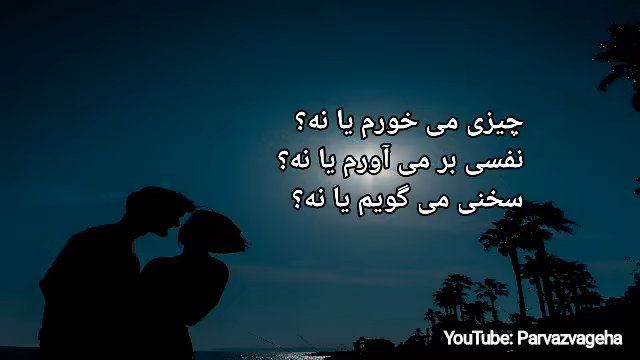 چیزی می خورم یا نه؟
نفسی بر می آورم یا نه؟
سخنی می گویم یا نه؟
YouTube: Parvazvageha